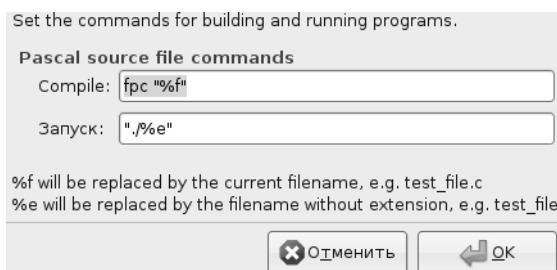 Set the commands for building and running programs.
Pascal source file commands
Compile: fpc "%f"
Запуск: "./%e"
%f will be replaced by the current filename, e.g. test_file.c
%e will be replaced by the filename without extension, e.g. test_file
Отменить OK